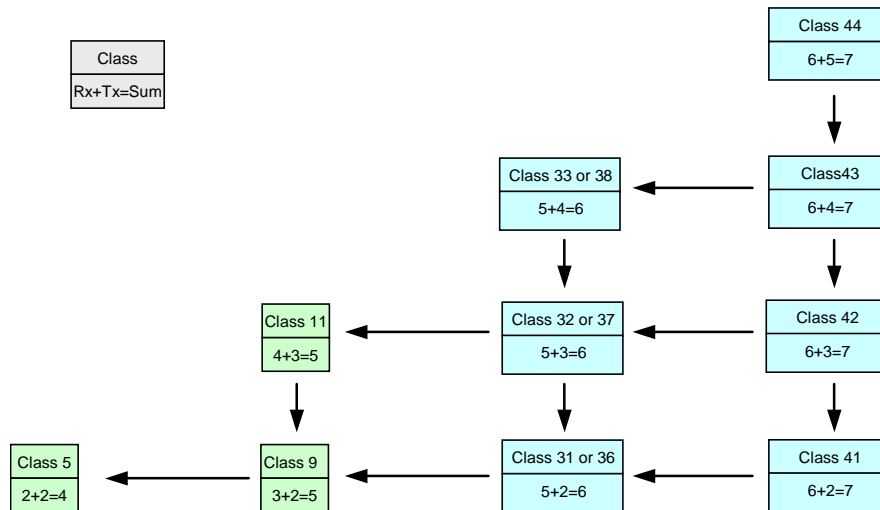 Class 44
6+5=7
Class
Rx+Tx=Sum
Class 33 or 38
5+4=6
Class43
6+4=7
Class 11
4+3=5
Class 32 or 37
5+3=6
Class 42
6+3=7
Class 5
2+2=4
Class 9
3+2=5
Class 31 or 36
5+2=6
Class 41
6+2=7